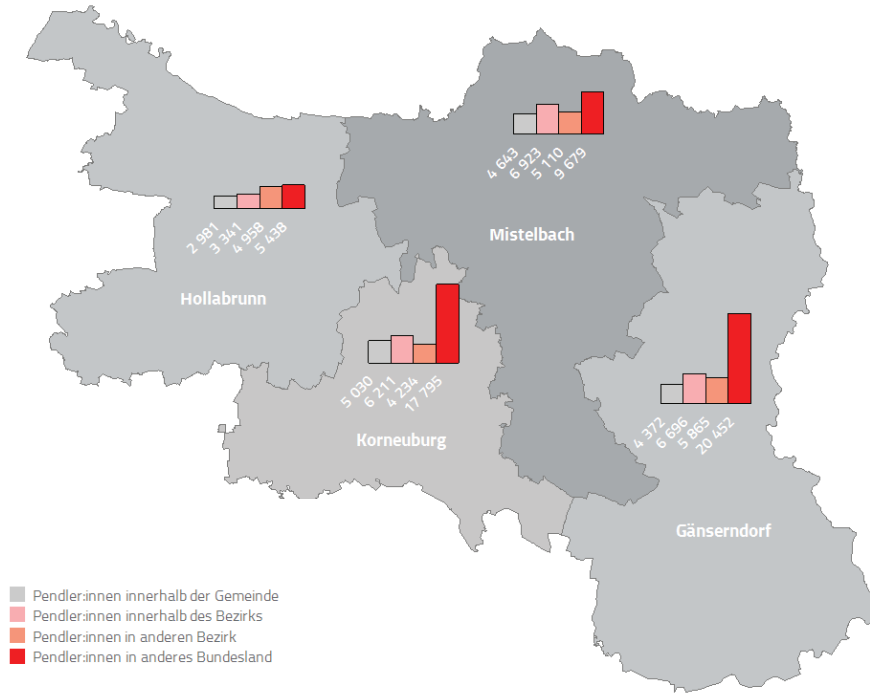 4 643
6 923
5 110
9 679
Mistelbach
2 981
3 341
4 958
5 438
Hollabrunn
5 030
6 211
4 234
17 795
Korneuburg
4 372
6 696
5 865
20 452
Gänserndorf
Pendler:innen innerhalb der Gemeinde
Pendler:innen innerhalb des Bezirks
Pendler:innen in anderen Bezirk
Pendler:innen in anderes Bundesland